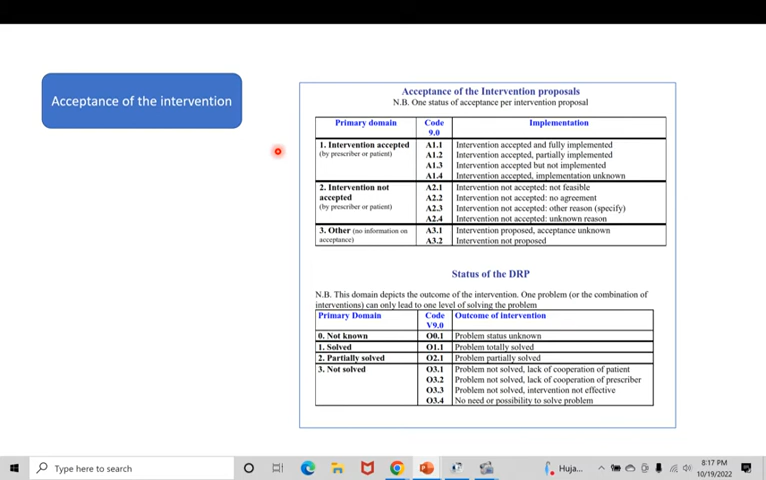 Acceptance of the intervention
Acceptance of the Intervention proposals
N.B. One status of acceptance per intervention proposal
Primary domain Code 9.0 Implementation
1. Intervention accepted (by prescriber or patient)
A1.1 Intervention accepted and fully implemented
A1.2 Intervention accepted, partially implemented
A1.3 Intervention accepted but not implemented
A1.4 Intervention accepted, implementation unknown
2. Intervention not accepted (by prescriber or patient)
A2.1 Intervention not accepted: not feasible
A2.2 Intervention not accepted: no agreement
A2.3 Intervention not accepted: other reason (specify)
A2.4 Intervention not accepted: unknown reason
3. Other (no information on acceptance)
A3.1 Intervention proposed, acceptance unknown
A3.2 Intervention not proposed
Status of the DRP
N.B. This domain depicts the outcome of the intervention. One problem (or the combination of
interventions) can only lead to one level of solving the problem
Primary Domain Code V9.0 Outcome of intervention
0. Not known O0.1 Problem status unknown
1. Solved O1.1 Problem totally solved
2. Partially solved O2.1 Problem partially solved
3. Not solved O3.1 Problem not solved, lack of cooperation of patient
O3.2 Problem not solved, lack of cooperation of prescriber
O3.3 Problem not solved, intervention not effective
O3.4 No need or possibility to solve problem
Type here to search
Huja...
8:17 PM
10/19/2022